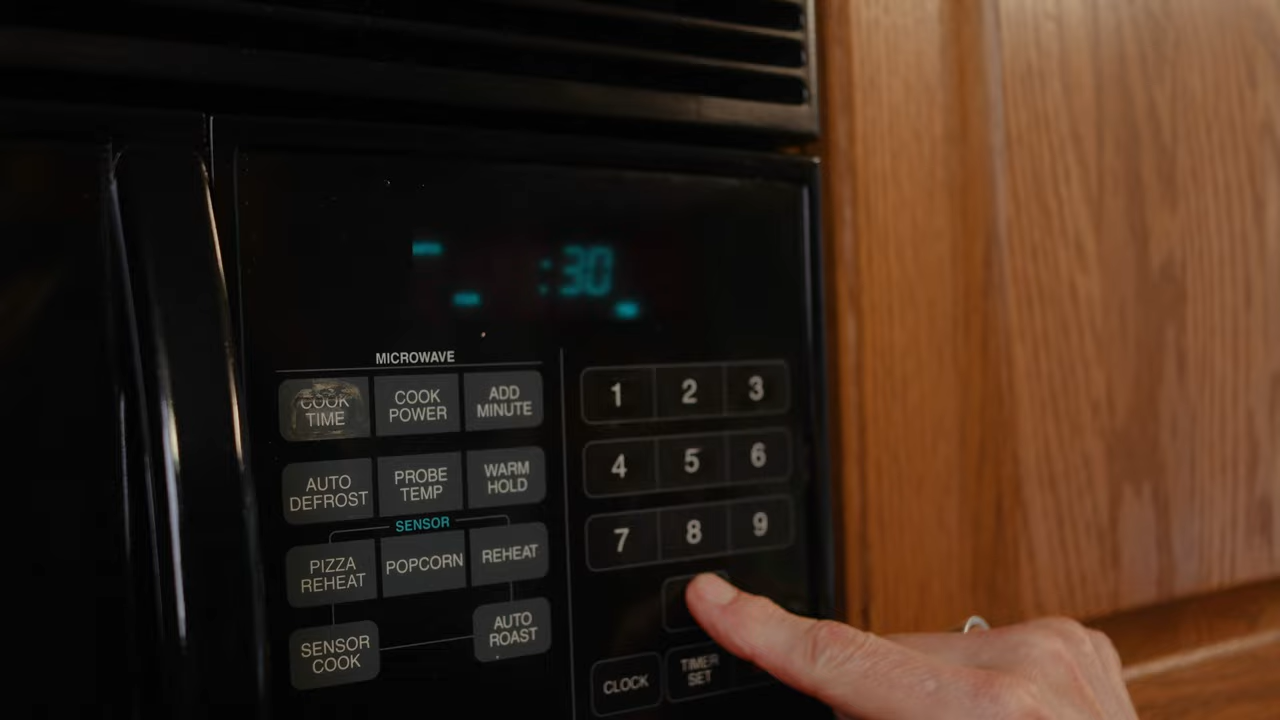 :30
MICROWAVE
COOK TIME
COOK POWER
ADD MINUTE
1 2 3
AUTO DEFROST
PROBE TEMP
WARM HOLD
4 5 6
SENSOR
PIZZA REHEAT
POPCORN
REHEAT
7 8 9
SENSOR COOK
AUTO ROAST
CLOCK
TIMER SET